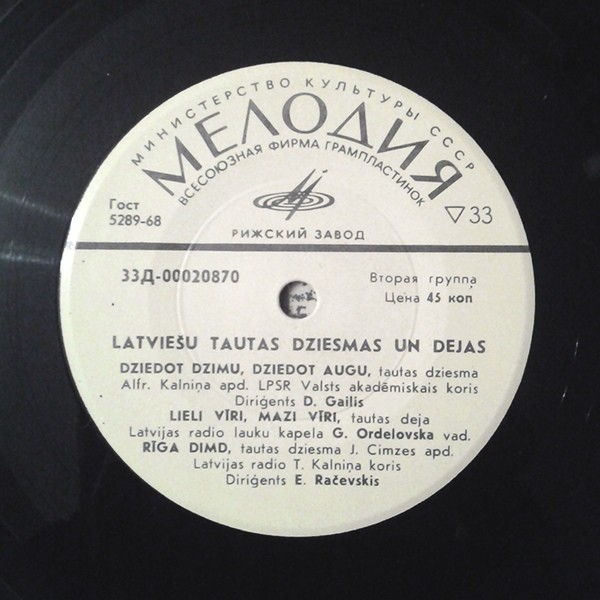 МИНИСТЕРСТВО КУЛЬТУРЫ СССР
МЕЛОДИЯ
ВСЕСОЮЗНАЯ ФИРМА ГРАМПЛАСТИНОК
Гост
5289-68
▽33
РИЖСКИЙ ЗАВОД
33Д-00020870
Вторая группа
Цена 45 коп
LATVIEŠU TAUTAS DZIESMAS UN DEJAS
DZIEDOT DZIMU, DZIEDOT AUGU, tautas dziesma
Alfr. Kalniņa apd. LPSR Valsts akadēmiskais koris
Diriģents D. Gailis
LIELI VĪRI, MAZI VĪRI, tautas deja
Latvijas radio lauku kapela G. Ordelovska vad.
RĪGA DIMD, tautas dziesma J. Cimzes apd.
Latvijas radio T. Kalniņa koris
Diriģents E. Račevskis